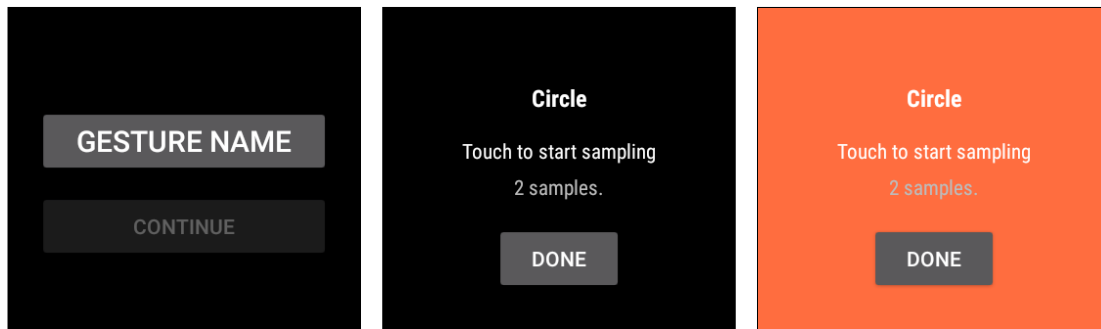 GESTURE NAME
CONTINUE
Circle
Touch to start sampling
2 samples.
DONE
Circle
Touch to start sampling
2 samples.
DONE